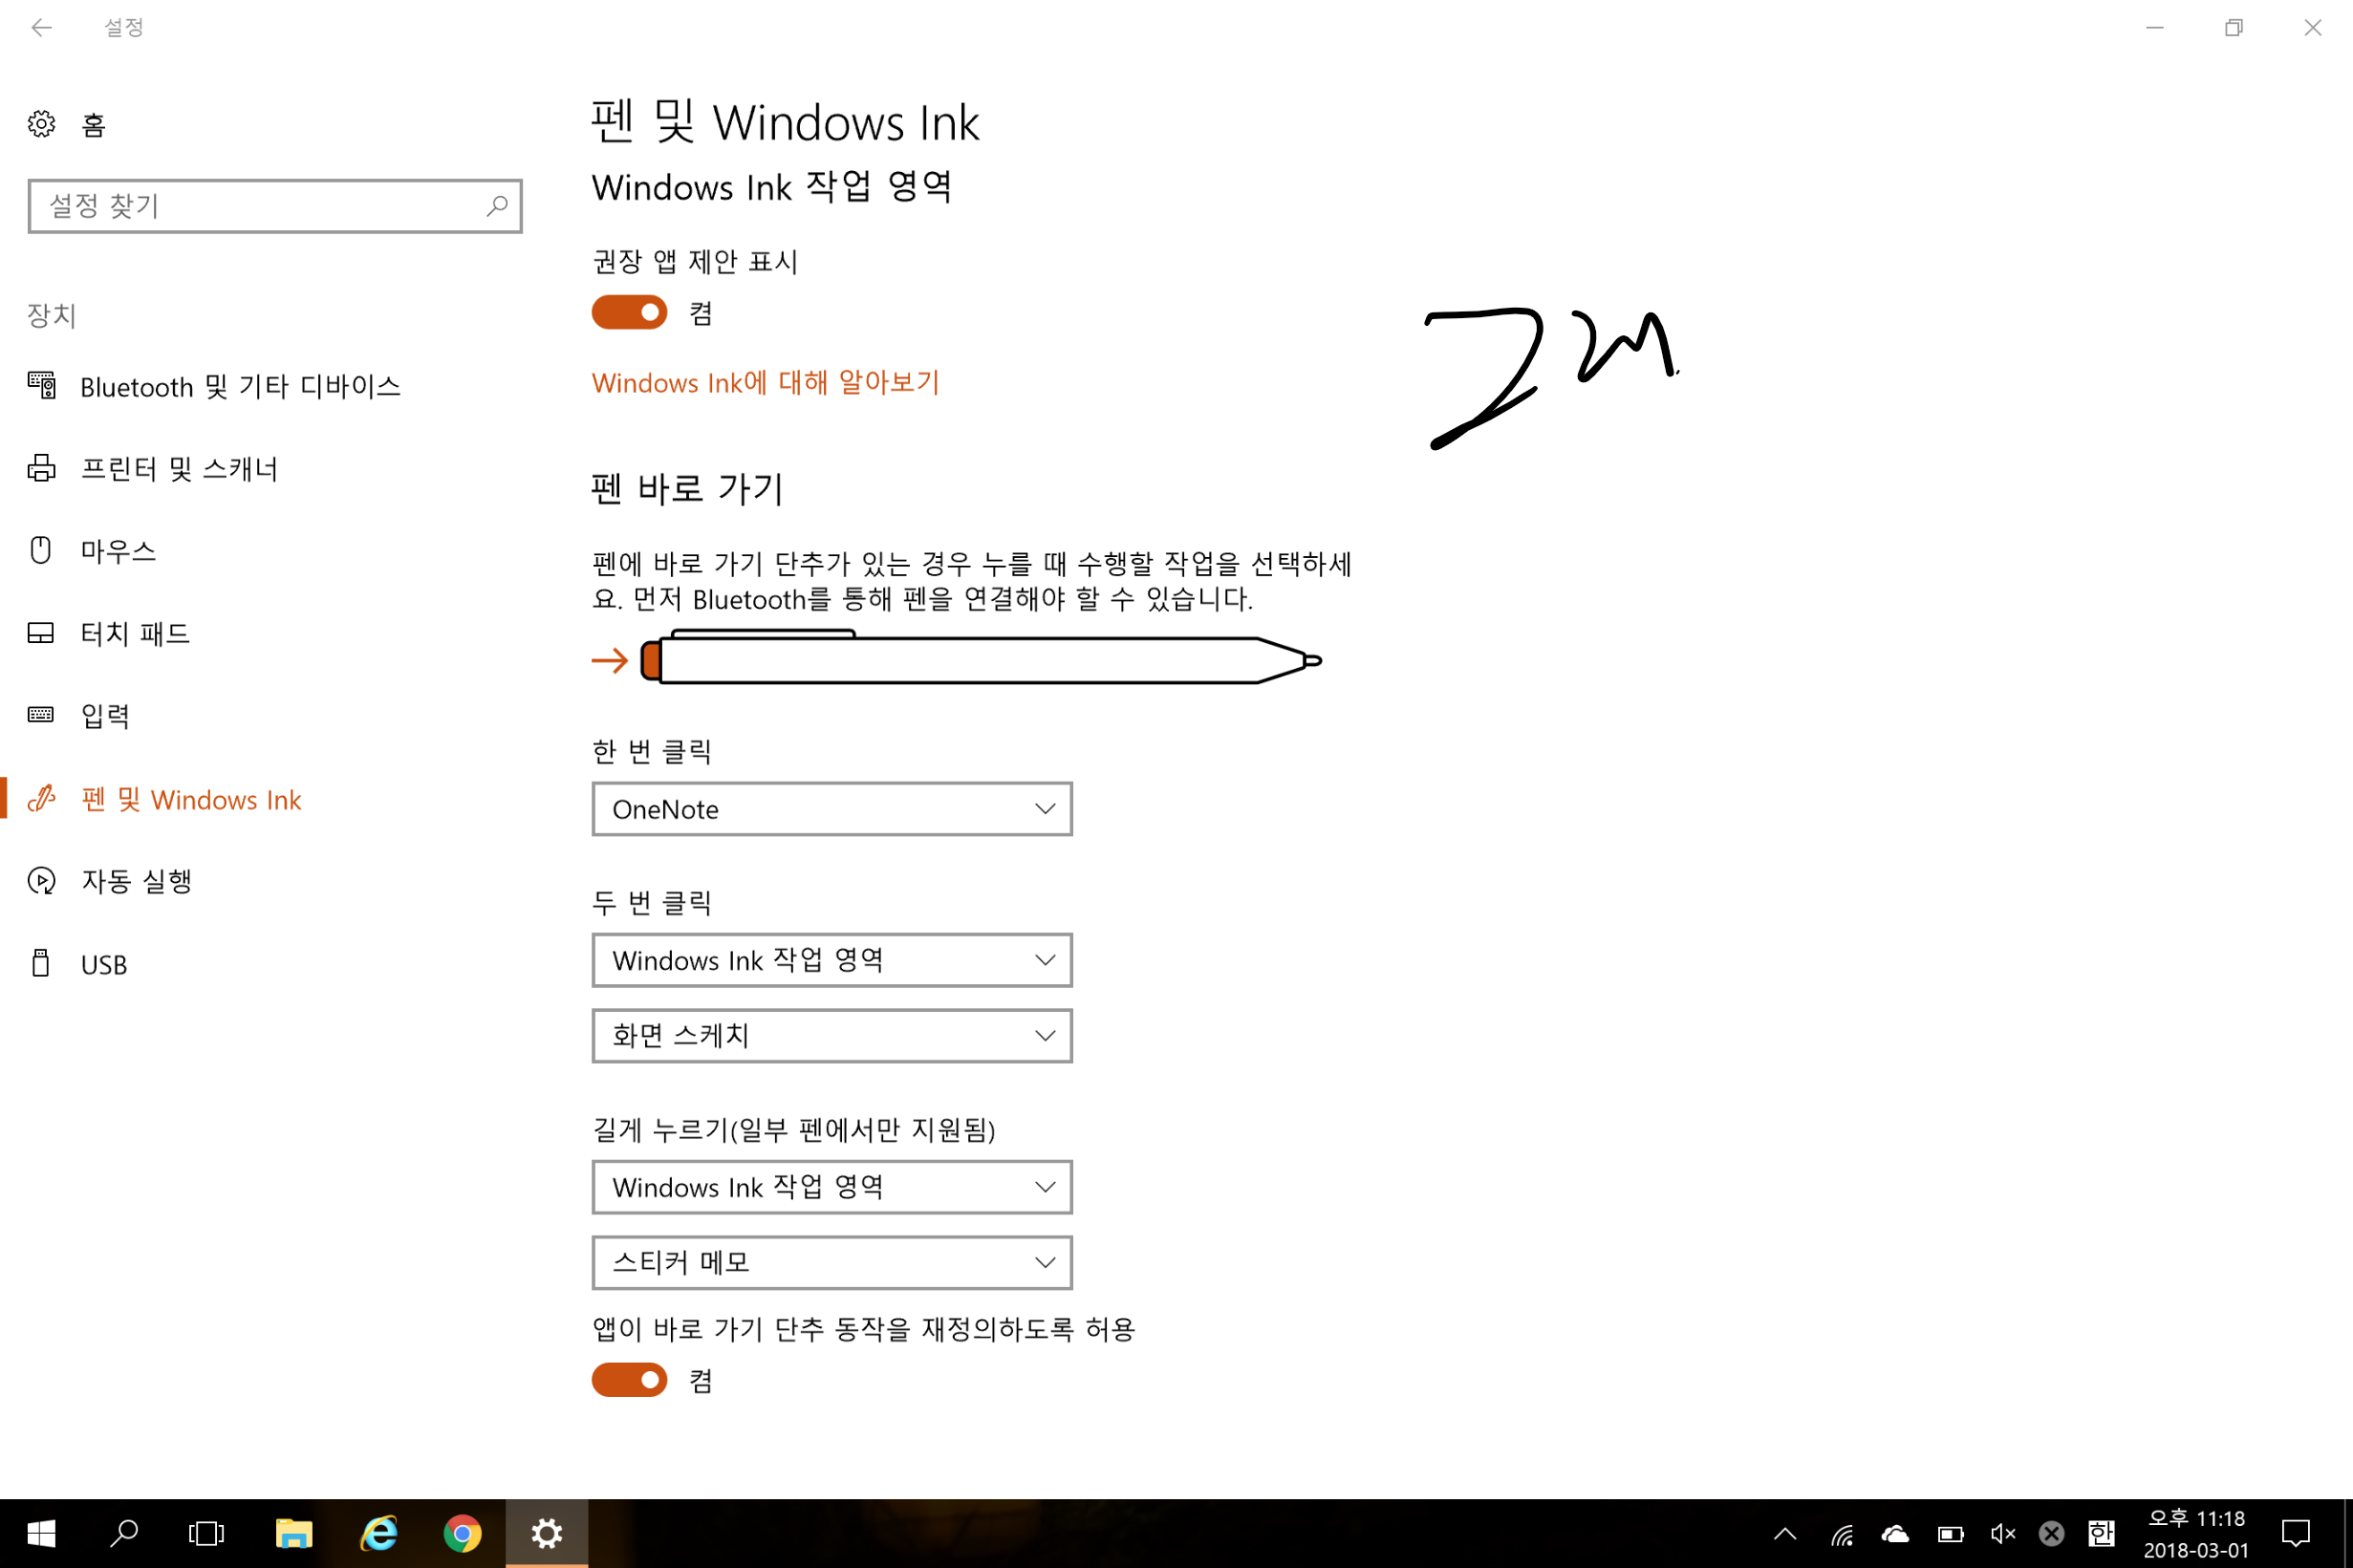 설정
홈
설정 찾기
장치
Bluetooth 및 기타 디바이스
프린터 및 스캐너
마우스
터치 패드
입력
펜 및 Windows Ink
자동 실행
USB
펜 및 Windows Ink
Windows Ink 작업 영역
권장 앱 제안 표시
켬
Windows Ink에 대해 알아보기
펜 바로 가기
펜에 바로 가기 단추가 있는 경우 누를 때 수행할 작업을 선택하세
요. 먼저 Bluetooth를 통해 펜을 연결해야 할 수 있습니다.
한 번 클릭
OneNote
두 번 클릭
Windows Ink 작업 영역
화면 스케치
길게 누르기(일부 펜에서만 지원됨)
Windows Ink 작업 영역
스티커 메모
앱이 바로 가기 단추 동작을 재정의하도록 허용
켬
한
오후 11:18
2018-03-01